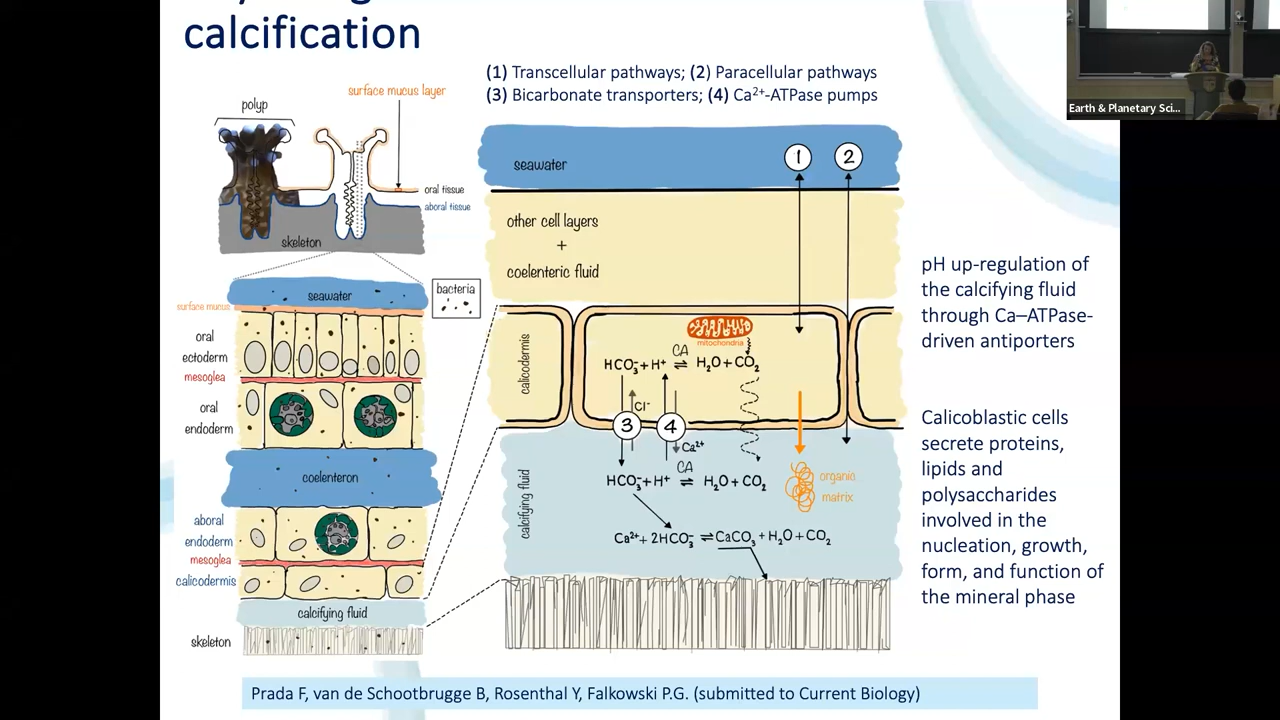 calcification
(1) Transcellular pathways; (2) Paracellular pathways
(3) Bicarbonate transporters; (4) Ca²⁺-ATPase pumps
surface mucus layer
polyp
oral tissue
aboral tissue
skeleton
seawater
bacteria
surface mucus
oral
ectoderm
mesoglea
oral
endoderm
coelenteron
aboral
endoderm
mesoglea
calicodermis
calcifying fluid
skeleton
seawater
1
2
other cell layers
+
coelenteric fluid
calicodermis
mitochondria
CA
HCO₃⁻+H⁺ ⇌ H₂O+CO₂
Cl⁻
3
4
Ca²⁺
CA
HCO₃⁻+H⁺ ⇌ H₂O+CO₂
organic
matrix
calcifying fluid
Ca²⁺+2HCO₃⁻ ⇌CaCO₃+H₂O+CO₂
pH up-regulation of
the calcifying fluid
through Ca–ATPase-
driven antiporters
Calicoblastic cells
secrete proteins,
lipids and
polysaccharides
involved in the
nucleation, growth,
form, and function of
the mineral phase
Prada F, van de Schootbrugge B, Rosenthal Y, Falkowski P.G. (submitted to Current Biology)
Earth & Planetary Sci...